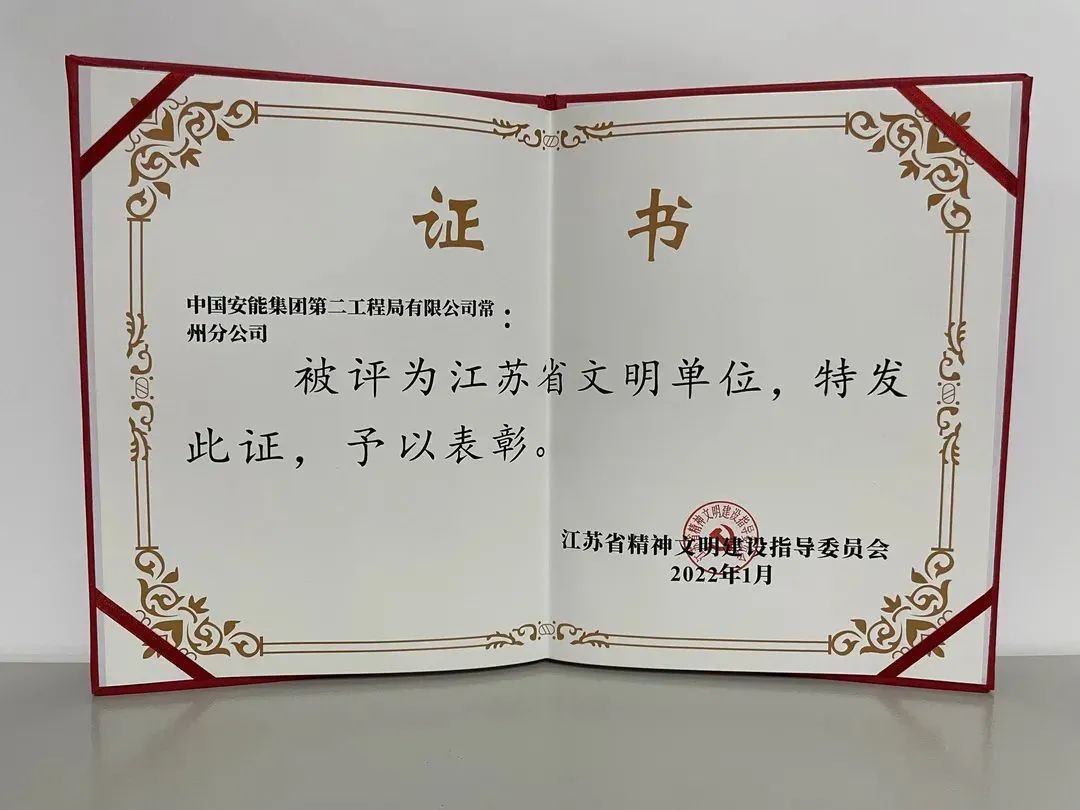 证 书
中国安能集团第二工程局有限公司常
州分公司：
被评为江苏省文明单位，特发
此证，予以表彰。
江苏省精神文明建设指导委员会
2022年1月